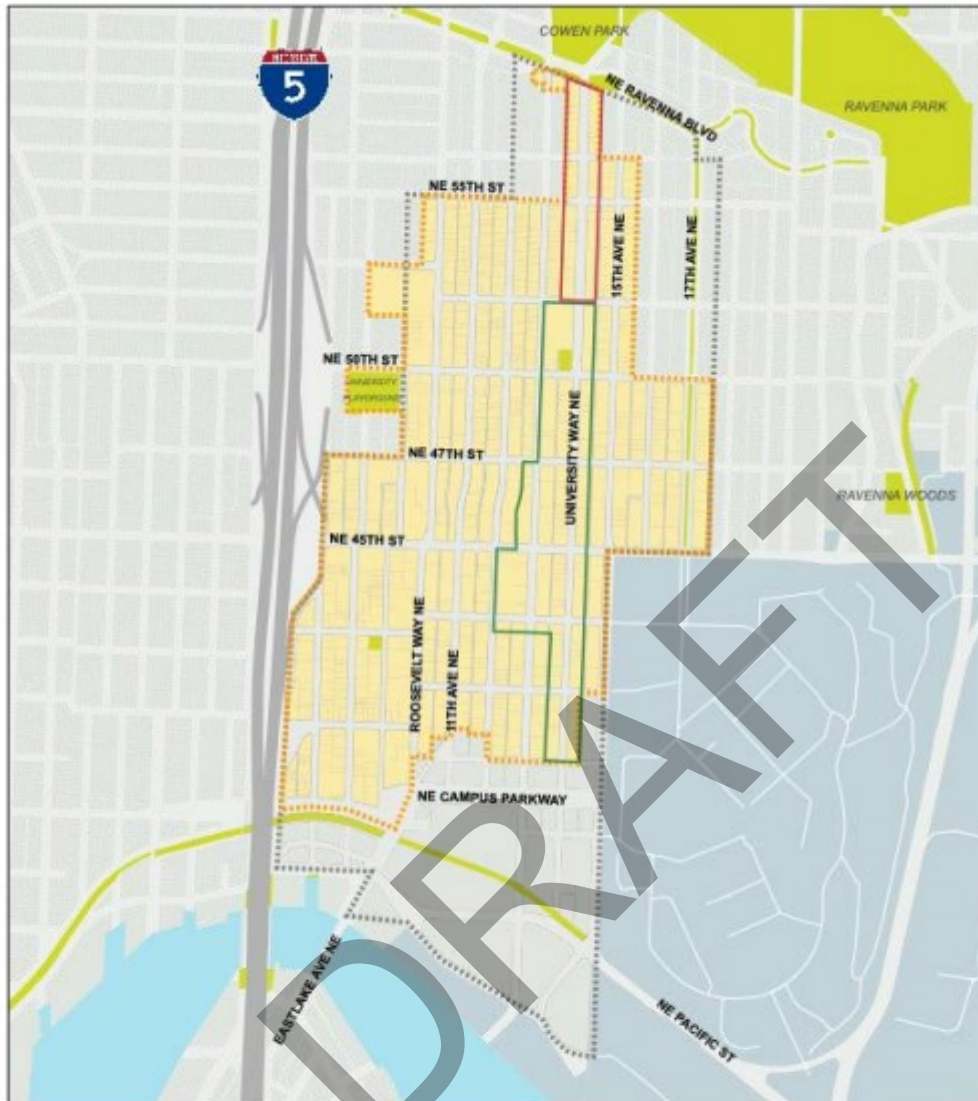 COWEN PARK
INTERSTATE
5
NE RAVENNA BLVD
RAVENNA PARK
NE 55TH ST
15TH AVE NE
17TH AVE NE
NE 50TH ST
UNIVERSITY
PLAYGROUND
UNIVERSITY WAY NE
NE 47TH ST
RAVENNA WOODS
NE 45TH ST
ROOSEVELT WAY NE
11TH AVE NE
NE CAMPUS PARKWAY
EASTLAKE AVE NE
NE PACIFIC ST
DRAFT